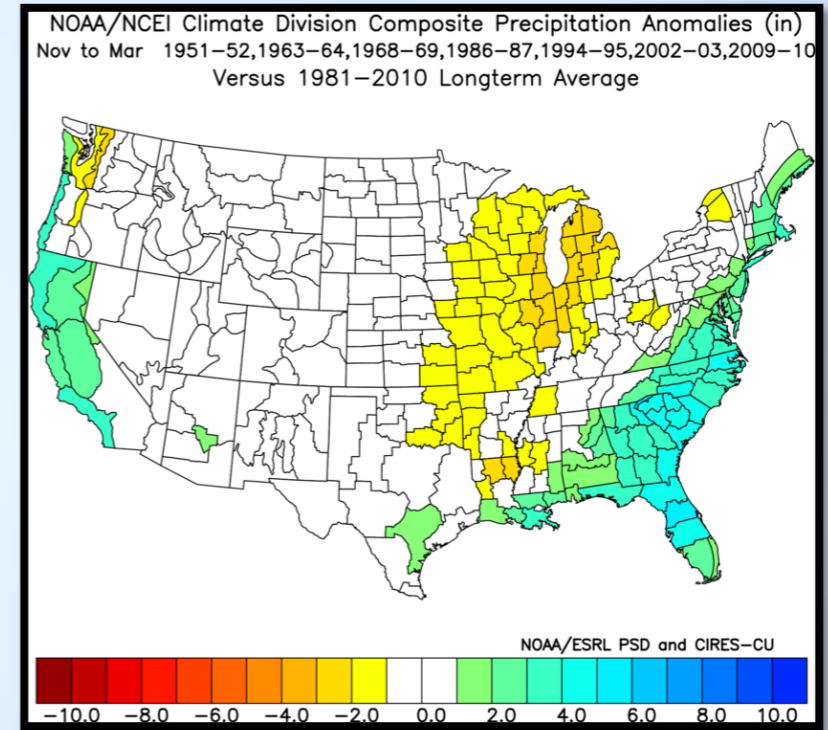 NOAA/NCEI Climate Division Composite Precipitation Anomalies (in)
Nov to Mar 1951-52,1963-64,1968-69,1986-87,1994-95,2002-03,2009-10
Versus 1981-2010 Longterm Average
NOAA/ESRL PSD and CIRES-CU
-10.0 -8.0 -6.0 -4.0 -2.0 0.0 2.0 4.0 6.0 8.0 10.0